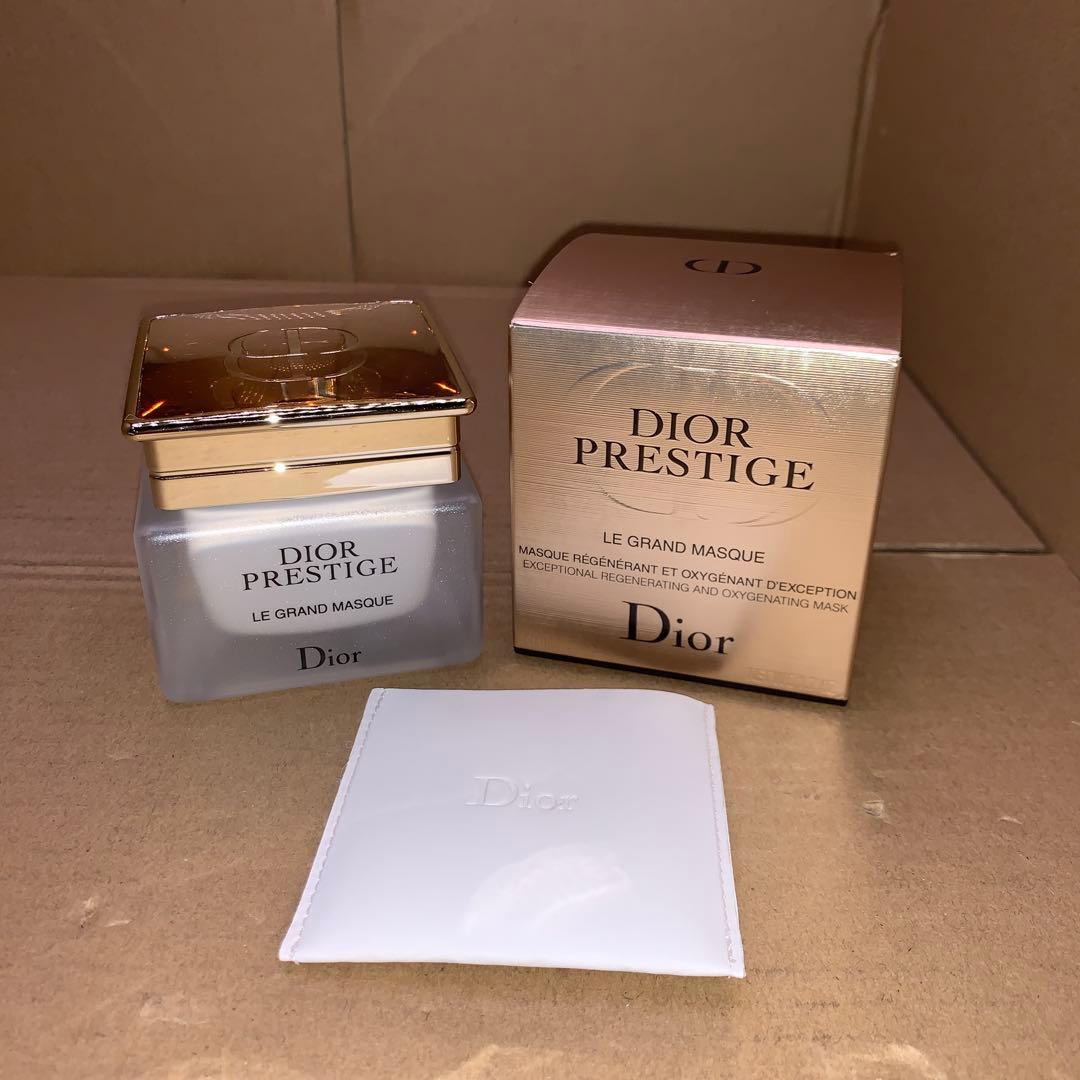 DIOR
PRESTIGE
LE GRAND MASQUE
Dior
DIOR
PRESTIGE
LE GRAND MASQUE
MASQUE RÉGÉNÉRANT ET OXYGÉNANT D'EXCEPTION
EXCEPTIONAL REGENERATING AND OXYGENATING MASK
Dior
Dior